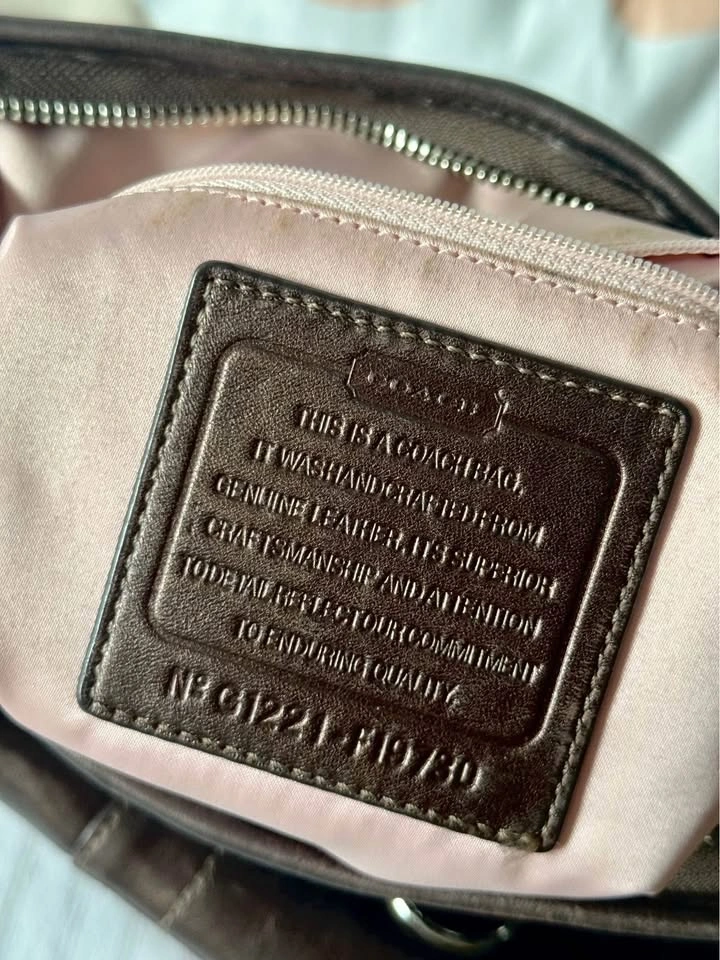 COACH
THIS IS A COACH BAG.
IT WAS HANDCRAFTED FROM
GENUINE LEATHER. ITS SUPERIOR
CRAFTSMANSHIP AND ATTENTION
TO DETAIL REFLECT OUR COMMITMENT
TO ENDURING QUALITY.
Nº G1221-F19730